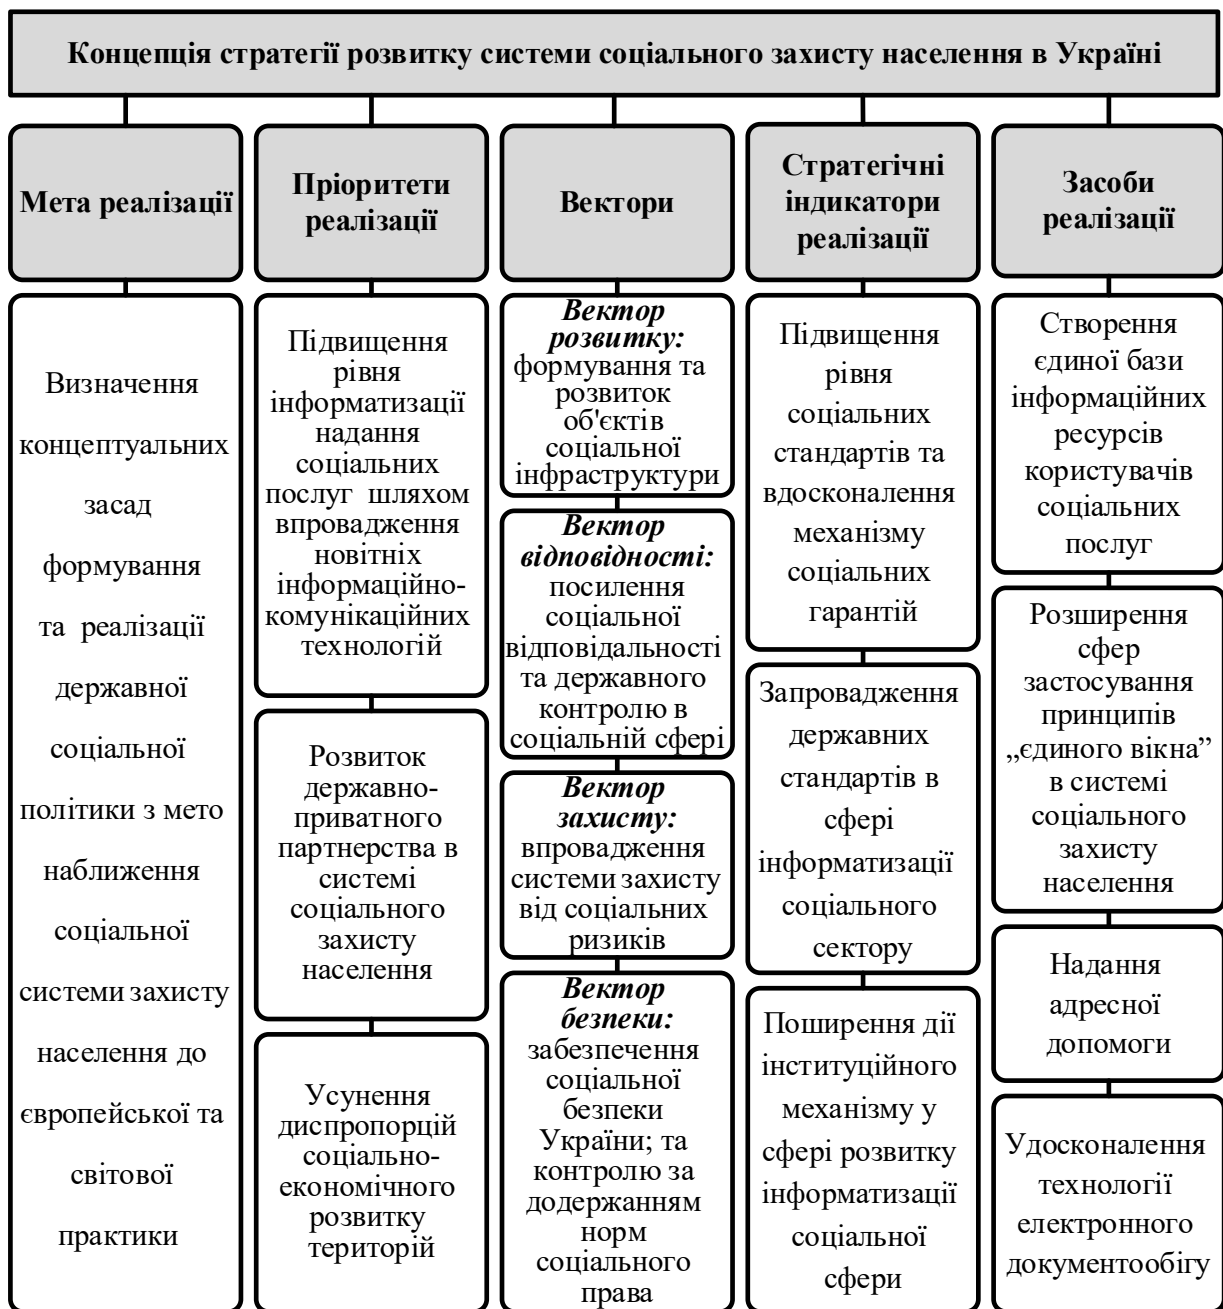 Концепція стратегії розвитку системи соціального захисту населення в Україні
Мета реалізації
Визначення
концептуальних
засад
формування
та реалізації
державної
соціальної
політики з мето
наближення
соціальної
системи захисту
населення до
європейської та
світової
практики
Пріоритети
реалізації
Підвищення
рівня
інформатизації
надання
соціальних
послуг шляхом
впровадження
новітніх
інформаційно-
комунікаційних
технологій
Розвиток
державно-
приватного
партнерства в
системі
соціального
захисту
населення
Усунення
диспропорцій
соціально-
економічного
розвитку
територій
Вектори
Вектор
розвитку:
формування та
розвиток
об'єктів
соціальної
інфраструктури
Вектор
відповідності:
посилення
соціальної
відповідальності
та державного
контролю в
соціальній сфері
Вектор
захисту:
впровадження
системи захисту
від соціальних
ризиків
Вектор
безпеки:
забезпечення
соціальної
безпеки
України; та
контролю за
додержанням
норм
соціального
права
Стратегічні
індикатори
реалізації
Підвищення
рівня
соціальних
стандартів та
вдосконалення
механізму
соціальних
гарантій
Запровадження
державних
стандартів в
сфері
інформатизації
соціального
сектору
Поширення дії
інституційного
механізму у
сфері розвитку
інформатизації
соціальної
сфери
Засоби
реалізації
Створення
єдиної бази
інформаційних
ресурсів
користувачів
соціальних
послуг
Розширення
сфер
застосування
принципів
„єдиного вікна”
в системі
соціального
захисту
населення
Надання
адресної
допомоги
Удосконалення
технології
електронного
документообігу